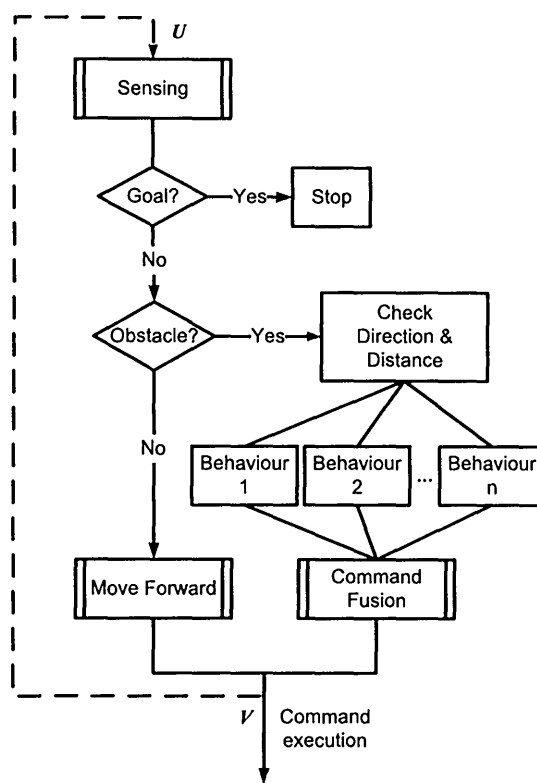 U
Sensing
Goal?
Yes
Stop
No
Obstacle?
Yes
Check
Direction &
Distance
No
Behaviour
1
Behaviour
2
...
Behaviour
n
Move Forward
Command
Fusion
V
Command
execution